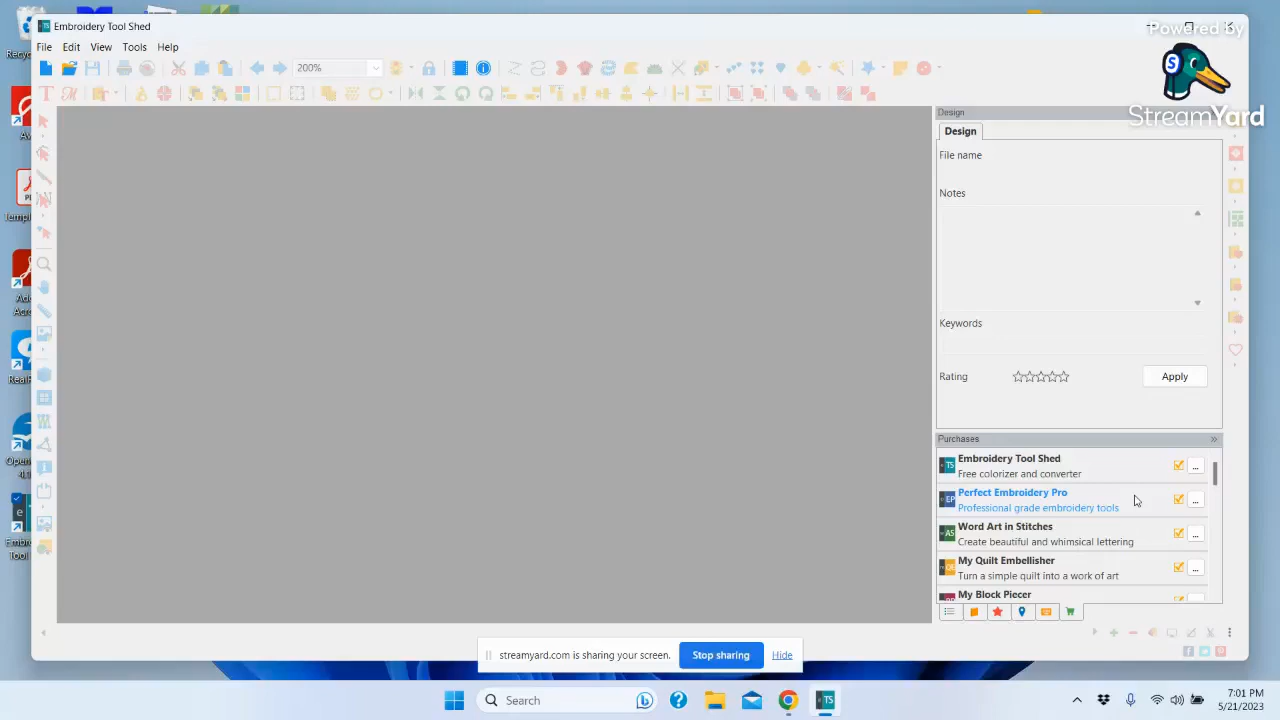 Embroidery Tool Shed
Powered by
StreamYard
File Edit View Tools Help
200%
Design
Design
File name
Notes
Keywords
Rating
Apply
Purchases
Embroidery Tool Shed
Free colorizer and converter
Perfect Embroidery Pro
Professional grade embroidery tools
Word Art in Stitches
Create beautiful and whimsical lettering
My Quilt Embellisher
Turn a simple quilt into a work of art
My Block Piecer
streamyard.com is sharing your screen.
Stop sharing
Hide
Search
7:01 PM
5/21/2023